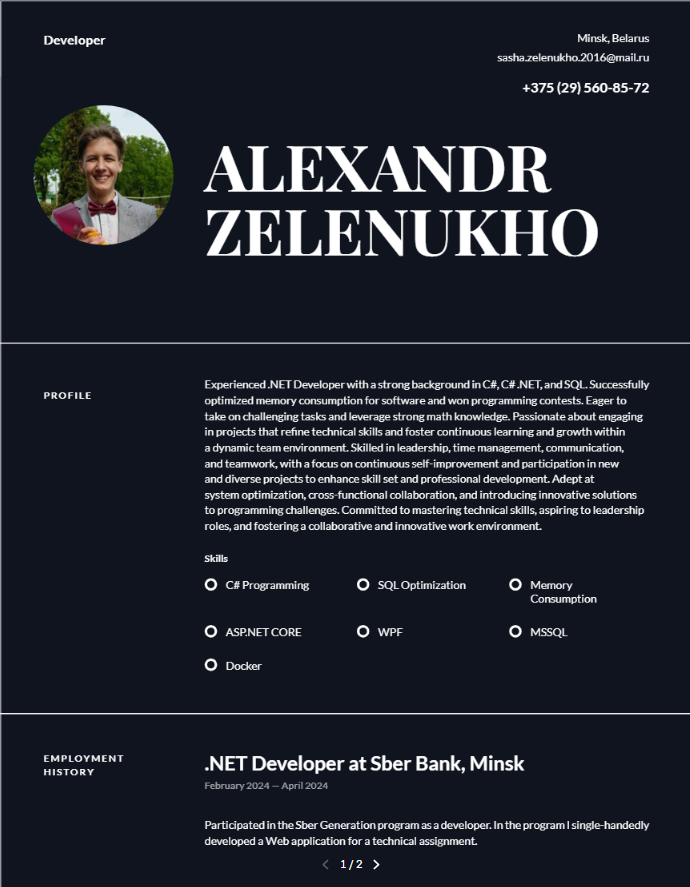 Developer
Minsk, Belarus
sasha.zelenukho.2016@mail.ru
+375 (29) 560-85-72
ALEXANDR
ZELENUKHO
PROFILE
Experienced .NET Developer with a strong background in C#, C# .NET, and SQL. Successfully
optimized memory consumption for software and won programming contests. Eager to
take on challenging tasks and leverage strong math knowledge. Passionate about engaging
in projects that refine technical skills and foster continuous learning and growth within
a dynamic team environment. Skilled in leadership, time management, communication,
and teamwork, with a focus on continuous self-improvement and participation in new
and diverse projects to enhance skill set and professional development. Adept at
system optimization, cross-functional collaboration, and introducing innovative solutions
to programming challenges. Committed to mastering technical skills, aspiring to leadership
roles, and fostering a collaborative and innovative work environment.
Skills
C# Programming
SQL Optimization
Memory
Consumption
ASP.NET CORE
WPF
MSSQL
Docker
EMPLOYMENT
HISTORY
.NET Developer at Sber Bank, Minsk
February 2024 — April 2024
Participated in the Sber Generation program as a developer. In the program I single-handedly
developed a Web application for a technical assignment.
1 / 2